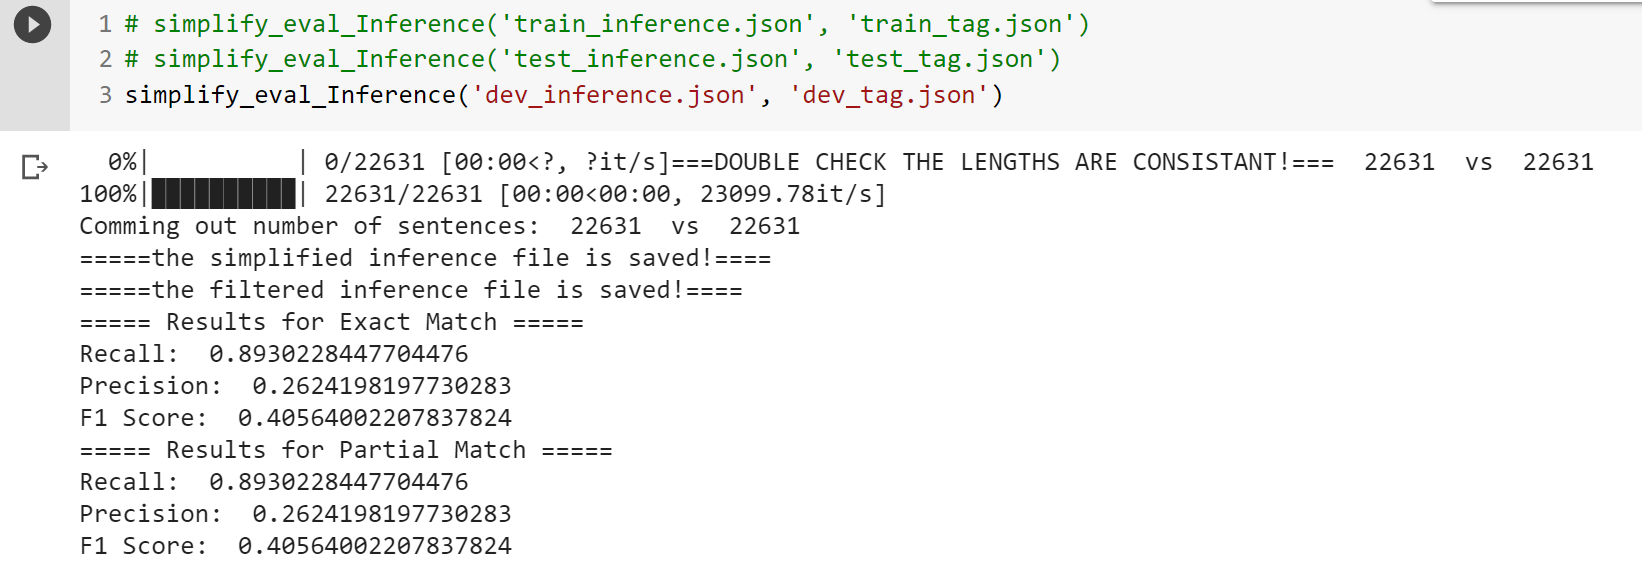 1 # simplify_eval_Inference('train_inference.json', 'train_tag.json')
2 # simplify_eval_Inference('test_inference.json', 'test_tag.json')
3 simplify_eval_Inference('dev_inference.json', 'dev_tag.json')
0%| | 0/22631 [00:00<?, ?it/s]===DOUBLE CHECK THE LENGTHS ARE CONSISTANT!=== 22631 vs 22631
100%|██████████| 22631/22631 [00:00<00:00, 23099.78it/s]
Comming out number of sentences: 22631 vs 22631
=====the simplified inference file is saved!====
=====the filtered inference file is saved!====
===== Results for Exact Match =====
Recall: 0.8930228447704476
Precision: 0.2624198197730283
F1 Score: 0.40564002207837824
===== Results for Partial Match =====
Recall: 0.8930228447704476
Precision: 0.2624198197730283
F1 Score: 0.40564002207837824